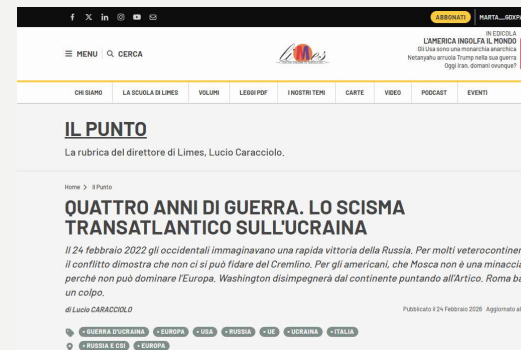 ABBONATI
IN EDICOLA
L'AMERICA INGOLFA IL MONDO
Gli Usa sono una monarchia anarchica
Netanyahu arruola Trump nella sua guerra
Oggi Iran, domani ovunque?
MENU
CERCA
limes
CHI SIAMO
LA SCUOLA DI LIMES
VOLUMI
LEGGI PDF
I NOSTRI TEMI
CARTE
VIDEO
PODCAST
EVENTI
IL PUNTO
La rubrica del direttore di Limes, Lucio Caracciolo.
Home > Il Punto
QUATTRO ANNI DI GUERRA. LO SCISMA
TRANSATLANTICO SULL'UCRAINA
Il 24 febbraio 2022 gli occidentali immaginavano una rapida vittoria della Russia. Per molti veterocontinen
il conflitto dimostra che non ci si può fidare del Cremlino. Per gli americani, che Mosca non è una minaccia
perché non può dominare l'Europa. Washington disimpegnerà dal continente puntando all'Artico. Roma ba
un colpo.
di Lucio CARACCIOLO
Pubblicato il 24 Febbraio 2026 Aggiornato al
• GUERRA D'UCRAINA • EUROPA • USA • RUSSIA • UE • UCRAINA • ITALIA
• RUSSIA E CSI • EUROPA